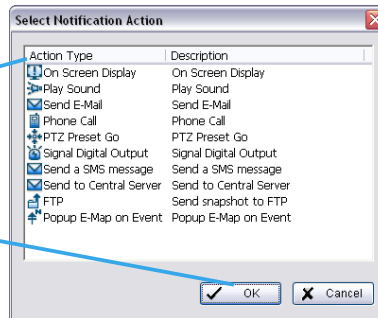 Select Notification Action
Action Type Description
On Screen Display On Screen Display
Play Sound Play Sound
Send E-Mail Send E-Mail
Phone Call Phone Call
PTZ Preset Go PTZ Preset Go
Signal Digital Output Signal Digital Output
Send a SMS message Send a SMS message
Send to Central Server Send to Central Server
FTP Send snapshot to FTP
Popup E-Map on Event Popup E-Map on Event
OK Cancel